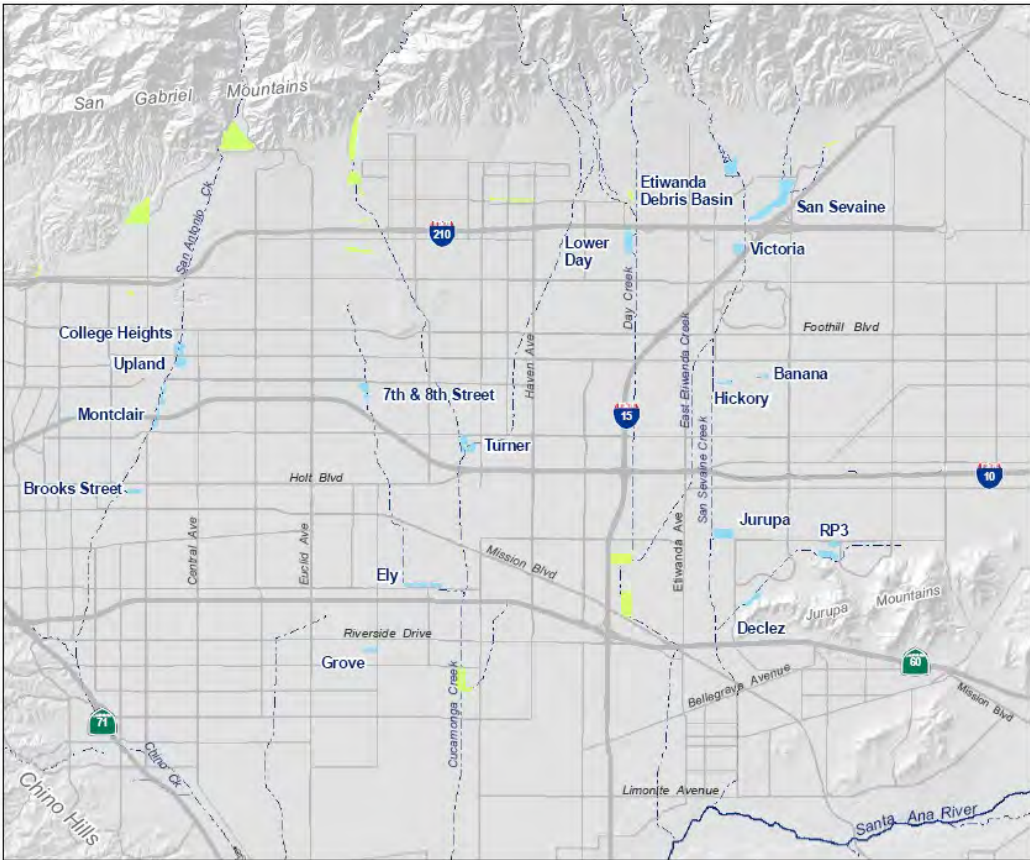 San Gabriel Mountains
San Antonio Ck
210
Etiwanda
Debris Basin
San Sevaine
Lower
Day
Victoria
Day Creek
Haven Ave
East Etiwanda Creek
Foothill Blvd
College Heights
Upland
Montclair
7th & 8th Street
Banana
Hickory
15
San Sevaine Creek
Turner
Holt Blvd
10
Brooks Street
Central Ave
Euclid Ave
Mission Blvd
Etiwanda Ave
Jurupa
RP3
Ely
Jurupa Mountains
Declez
Riverside Drive
Grove
60
Bellegrave Avenue
Mission Blvd
Cucamonga Creek
71
Chino Ck
Chino Hills
Limonite Avenue
Santa Ana River